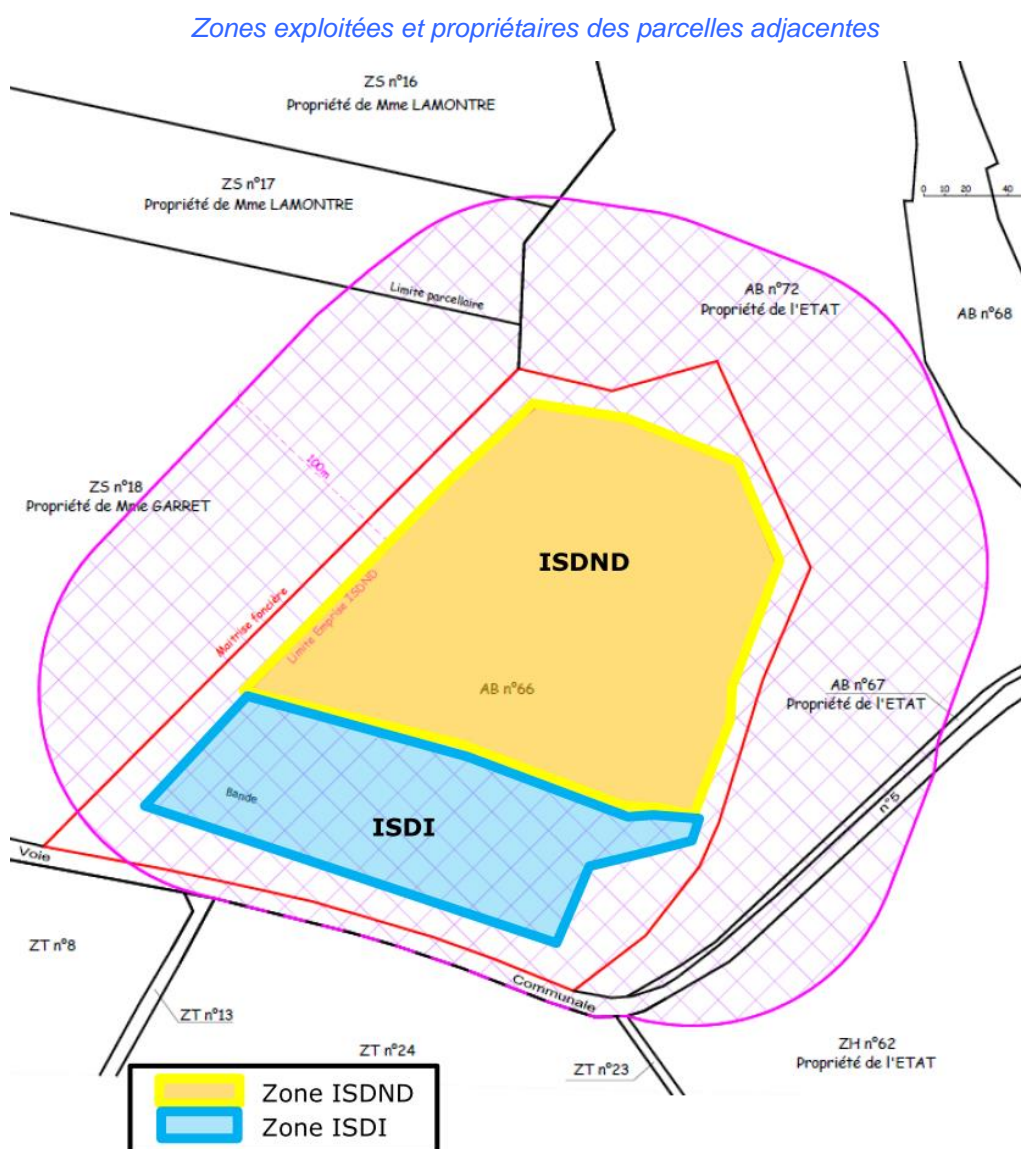 Zones exploitées et propriétaires des parcelles adjacentes
ZS n°16
Propriété de Mme LAMONTRE
ZS n°17
Propriété de Mme LAMONTRE
0 10 20 40
Limite parcellaire
AB n°72
Propriété de l'ETAT
AB n°68
100m
ZS n°18
Propriété de Mme GARRET
ISDND
Maitrise foncière
Limite Emprise ISDND
AB n°66
AB n°67
Propriété de l'ETAT
Bande
ISDI
n°5
Voie
Communale
ZT n°8
ZT n°13
ZT n°24
ZT n°23
ZH n°62
Propriété de l'ETAT
Zone ISDND
Zone ISDI